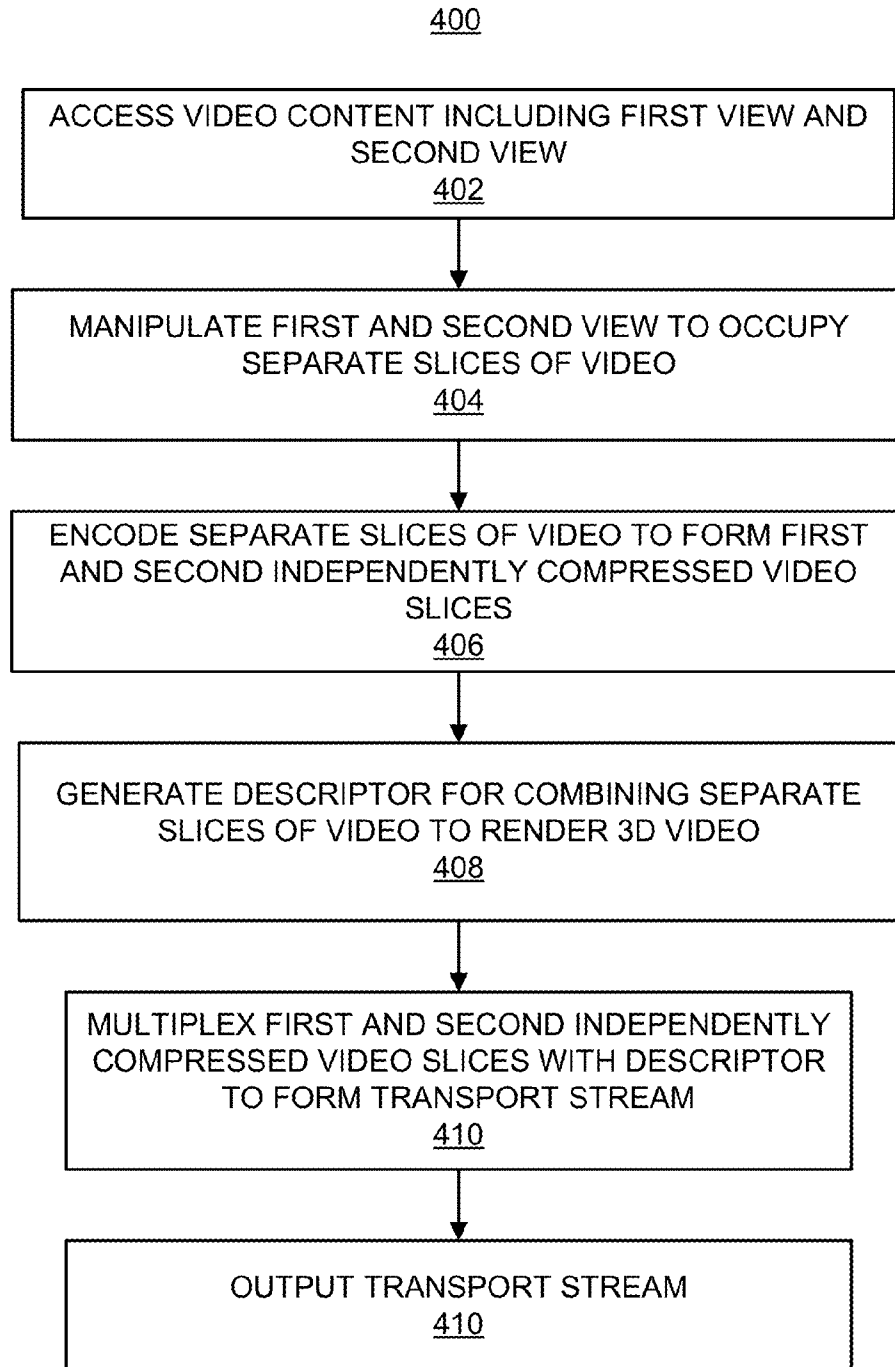 400
ACCESS VIDEO CONTENT INCLUDING FIRST VIEW AND
SECOND VIEW
402
MANIPULATE FIRST AND SECOND VIEW TO OCCUPY
SEPARATE SLICES OF VIDEO
404
ENCODE SEPARATE SLICES OF VIDEO TO FORM FIRST
AND SECOND INDEPENDENTLY COMPRESSED VIDEO
SLICES
406
GENERATE DESCRIPTOR FOR COMBINING SEPARATE
SLICES OF VIDEO TO RENDER 3D VIDEO
408
MULTIPLEX FIRST AND SECOND INDEPENDENTLY
COMPRESSED VIDEO SLICES WITH DESCRIPTOR
TO FORM TRANSPORT STREAM
410
OUTPUT TRANSPORT STREAM
410